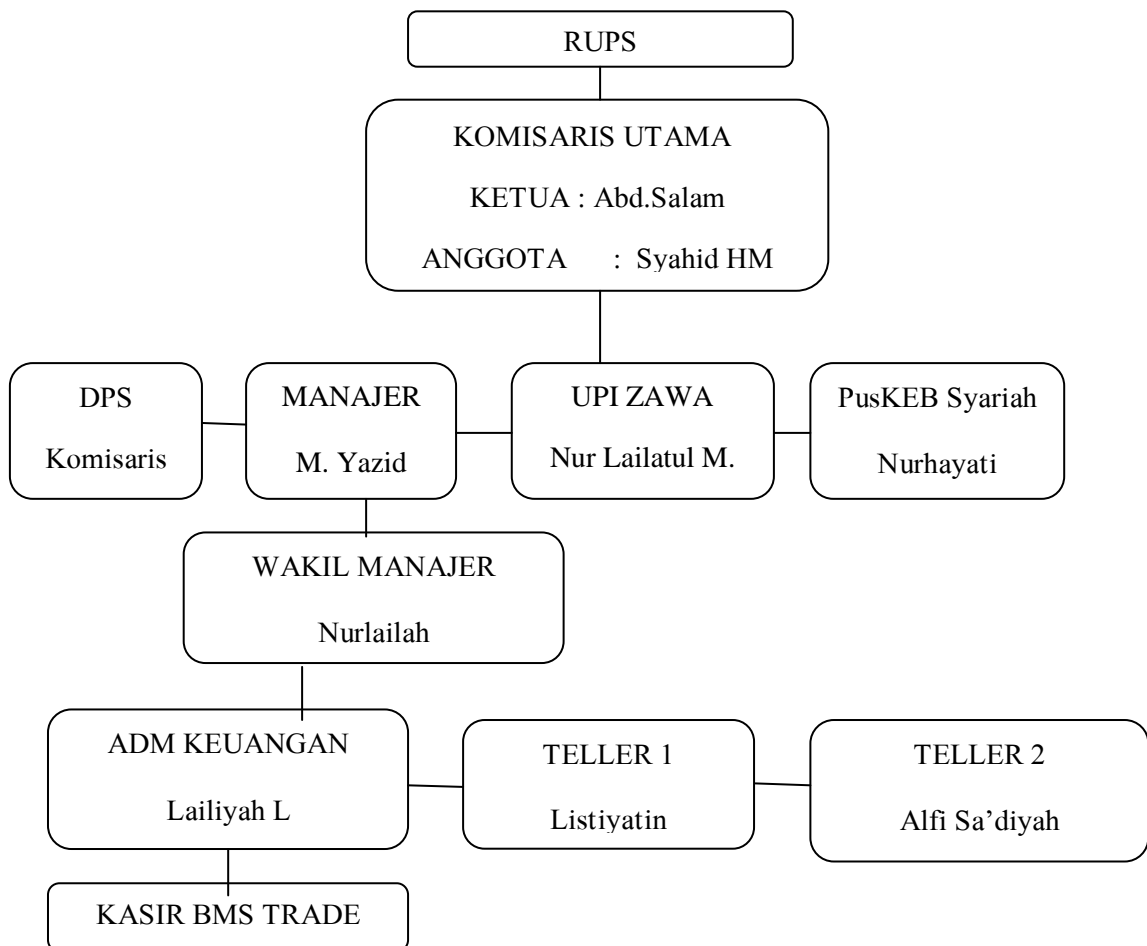 RUPS
KOMISARIS UTAMA
KETUA : Abd.Salam
ANGGOTA : Syahid HM
DPS
Komisaris
MANAJER
M. Yazid
UPI ZAWA
Nur Lailatul M.
PusKEB Syariah
Nurhayati
WAKIL MANAJER
Nurlailah
ADM KEUANGAN
Lailiyah L
TELLER 1
Listiyatin
TELLER 2
Alfi Sa’diyah
KASIR BMS TRADE